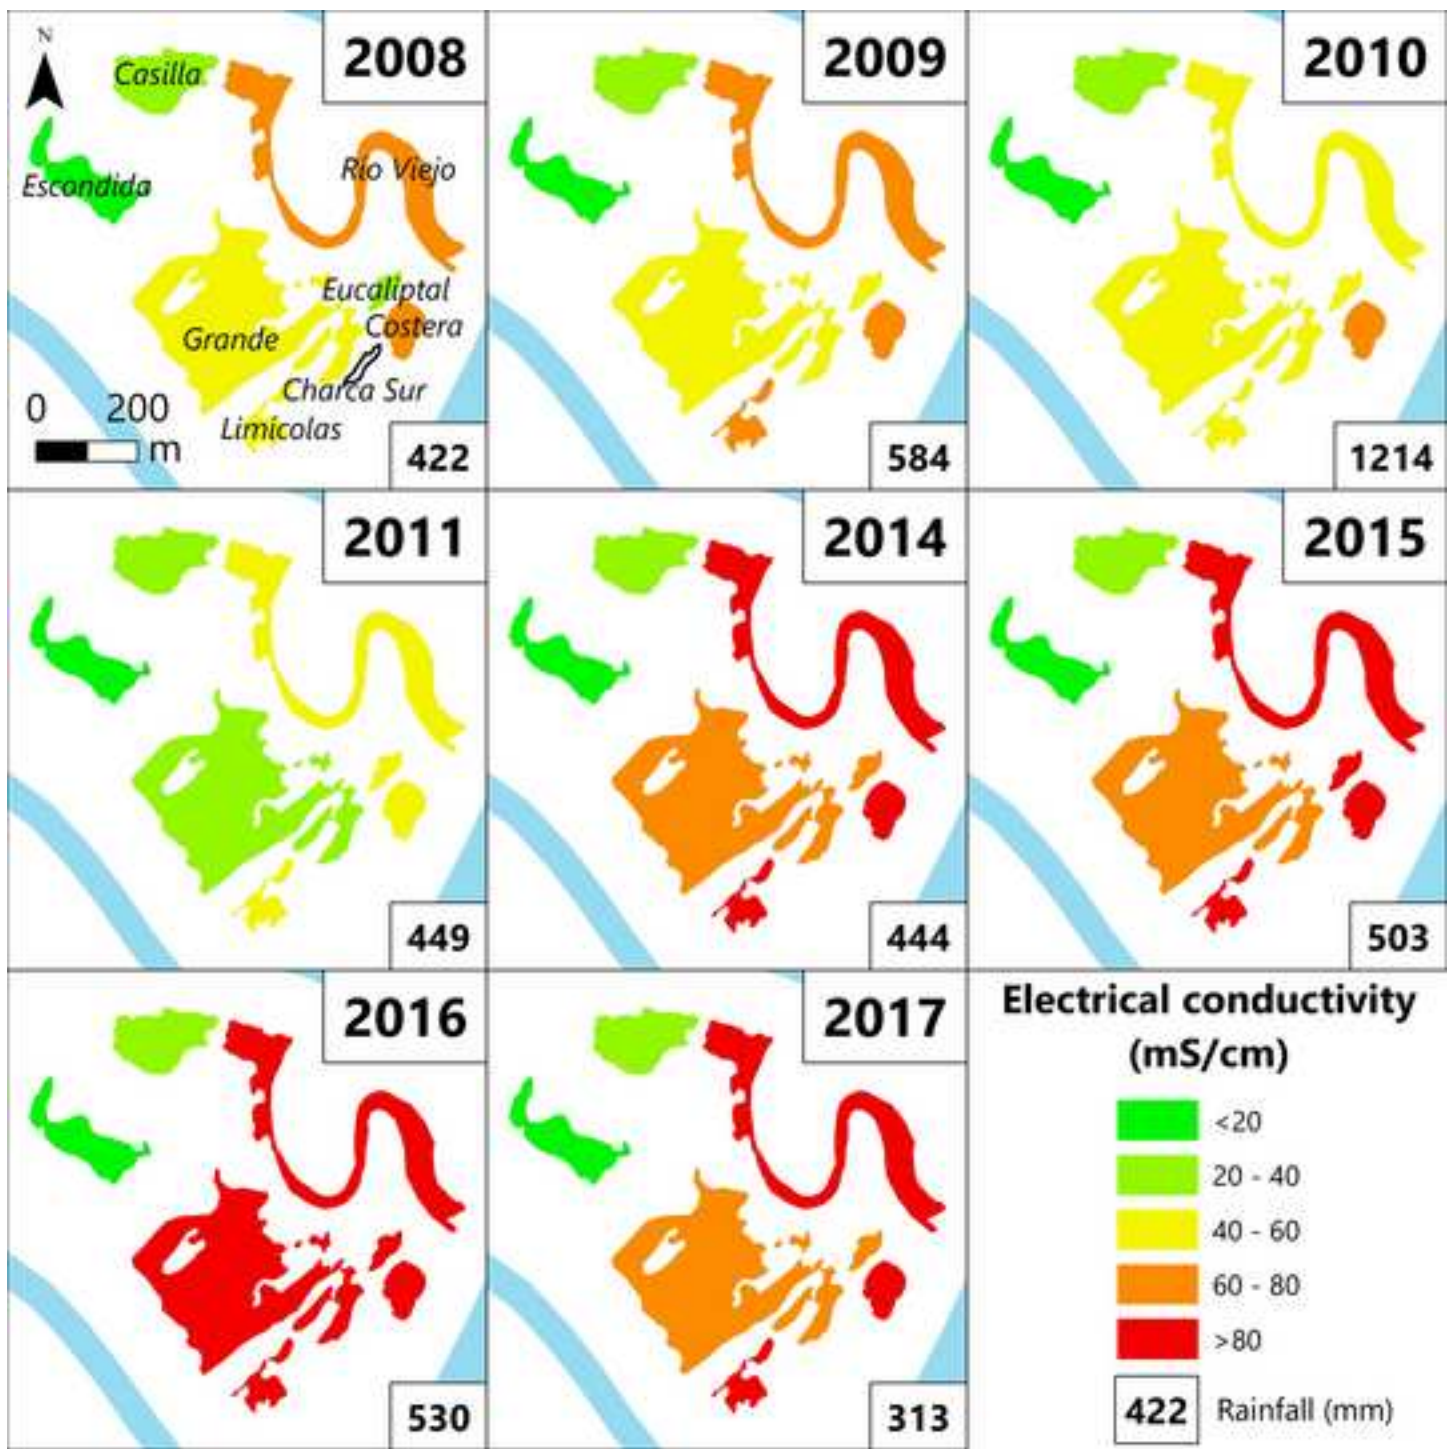 N
2008
Casilla
Río Viejo
Escondida
Eucaliptal
Costera
Grande
Charca Sur
Limícolas
0 200
m
422
2009
584
2010
1214
2011
449
2014
444
2015
503
2016
530
2017
313
Electrical conductivity
(mS/cm)
<20
20 - 40
40 - 60
60 - 80
>80
422 Rainfall (mm)